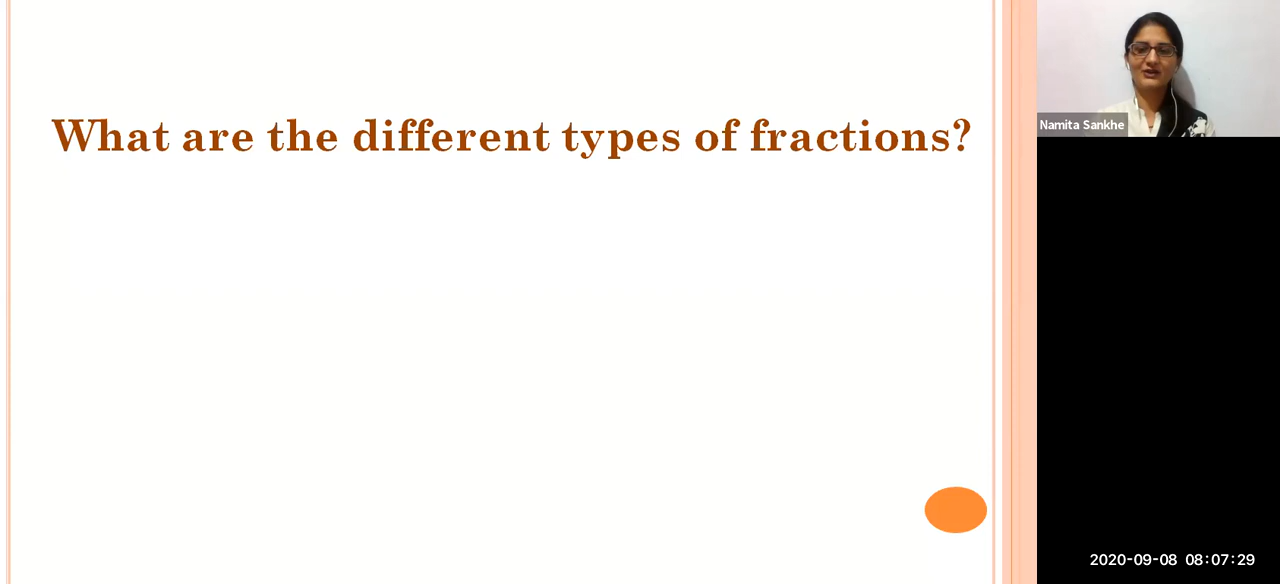 What are the different types of fractions?
Namita Sankhe
2020-09-08 08:07:29